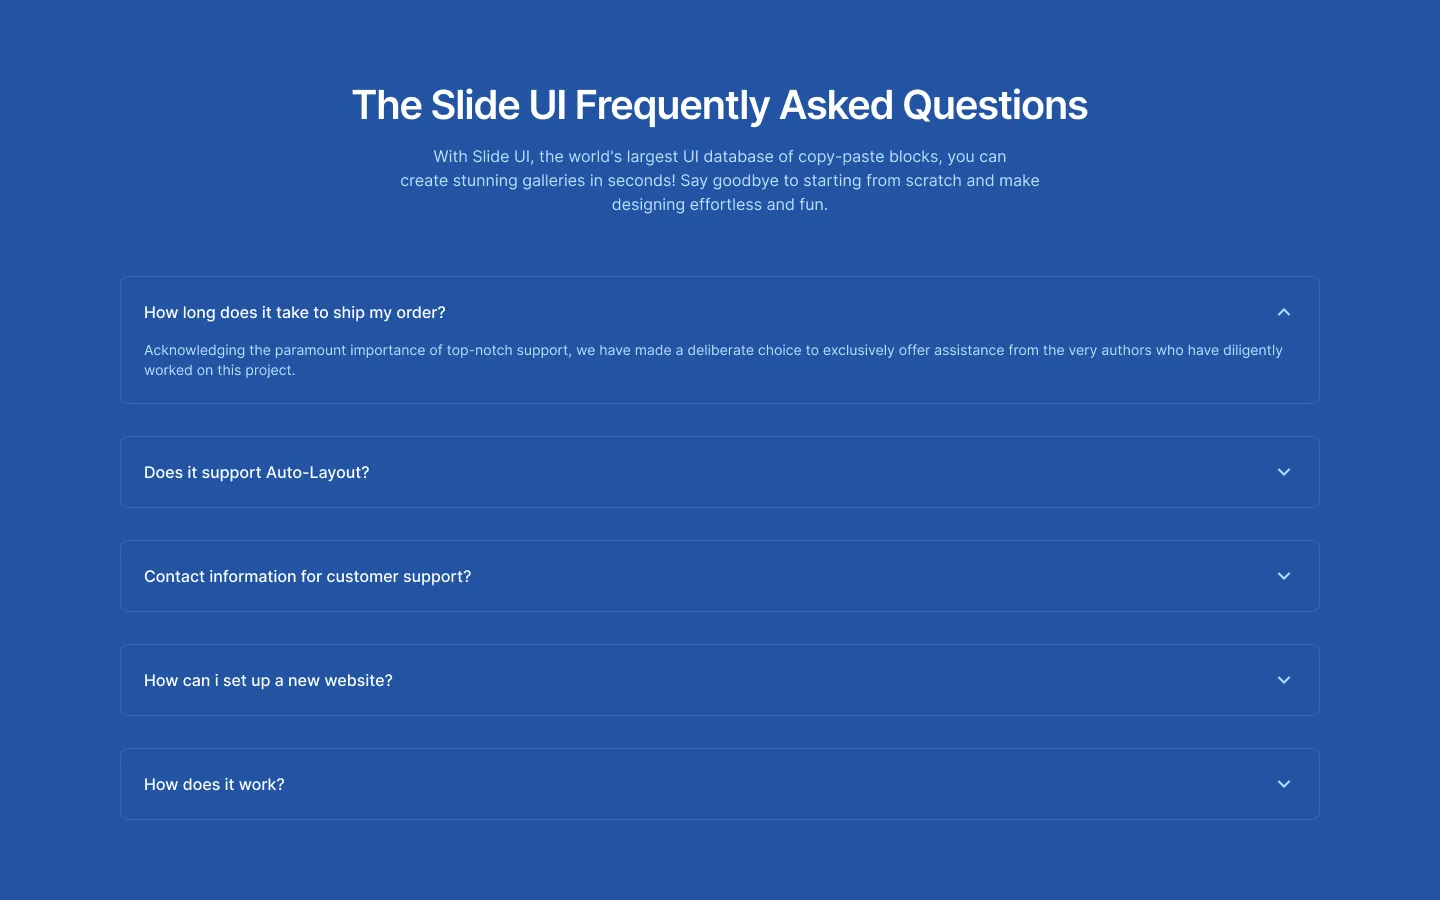 The Slide UI Frequently Asked Questions
With Slide UI, the world's largest UI database of copy-paste blocks, you can
create stunning galleries in seconds! Say goodbye to starting from scratch and make
designing effortless and fun.
How long does it take to ship my order?
Acknowledging the paramount importance of top-notch support, we have made a deliberate choice to exclusively offer assistance from the very authors who have diligently
worked on this project.
Does it support Auto-Layout?
Contact information for customer support?
How can i set up a new website?
How does it work?